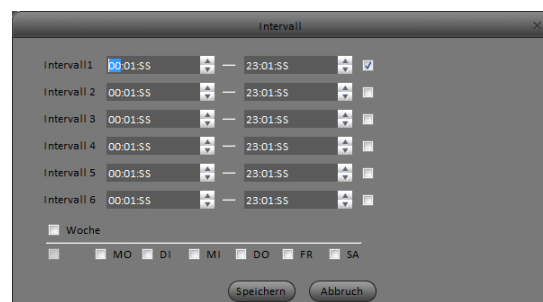 Intervall
Intervall1 00:01:SS — 23:01:SS
Intervall 2 00:01:SS — 23:01:SS
Intervall 3 00:01:SS — 23:01:SS
Intervall 4 00:01:SS — 23:01:SS
Intervall 5 00:01:SS — 23:01:SS
Intervall 6 00:01:SS — 23:01:SS
Woche
MO DI MI DO FR SA
Speichern Abbruch